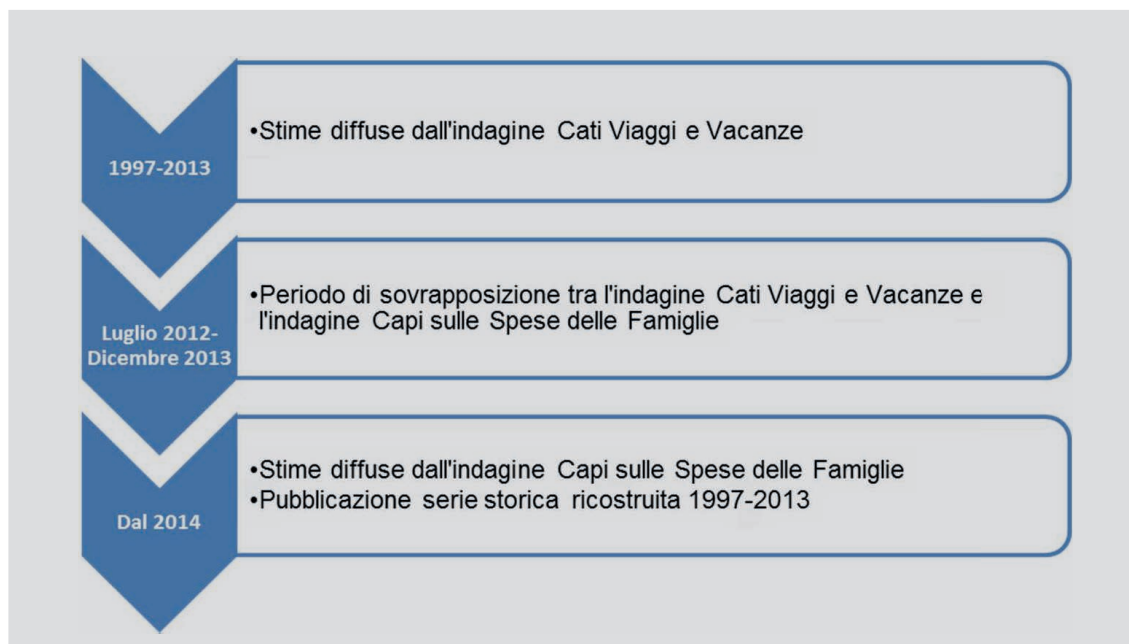 1997-2013
•Stime diffuse dall'indagine Cati Viaggi e Vacanze
Luglio 2012-
Dicembre 2013
•Periodo di sovrapposizione tra l'indagine Cati Viaggi e Vacanze e
l'indagine Capi sulle Spese delle Famiglie
Dal 2014
•Stime diffuse dall'indagine Capi sulle Spese delle Famiglie
•Pubblicazione serie storica ricostruita 1997-2013